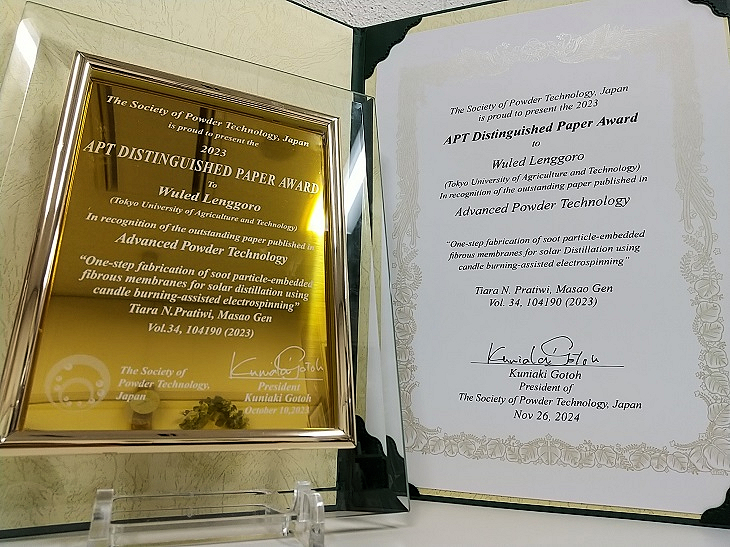 The Society of Powder Technology, Japan
is proud to present the
2023
APT DISTINGUISHED PAPER AWARD
To
Wuled Lenggoro
(Tokyo University of Agriculture and Technology)
In recognition of the outstanding paper published in
Advanced Powder Technology
“One-step fabrication of soot particle-embedded
fibrous membranes for solar distillation using
candle burning-assisted electrospinning”
Tiara N.Pratiwi, Masao Gen
Vol.34, 104190 (2023)
The Society of
Powder Technology,
Japan
Kuniaki Gotoh
President
Kuniaki Gotoh
October 10,2023
The Society of Powder Technology, Japan
is proud to present the 2023
APT Distinguished Paper Award
to
Wuled Lenggoro
(Tokyo University of Agriculture and Technology)
In recognition of the outstanding paper published in
Advanced Powder Technology
“One-step fabrication of soot particle-embedded
fibrous membranes for solar Distillation using
candle burning-assisted electrospinning”
Tiara N. Pratiwi, Masao Gen
Vol. 34, 104190 (2023)
Kuniaki Gotoh
Kuniaki Gotoh
President of
The Society of Powder Technology, Japan
Nov 26, 2024